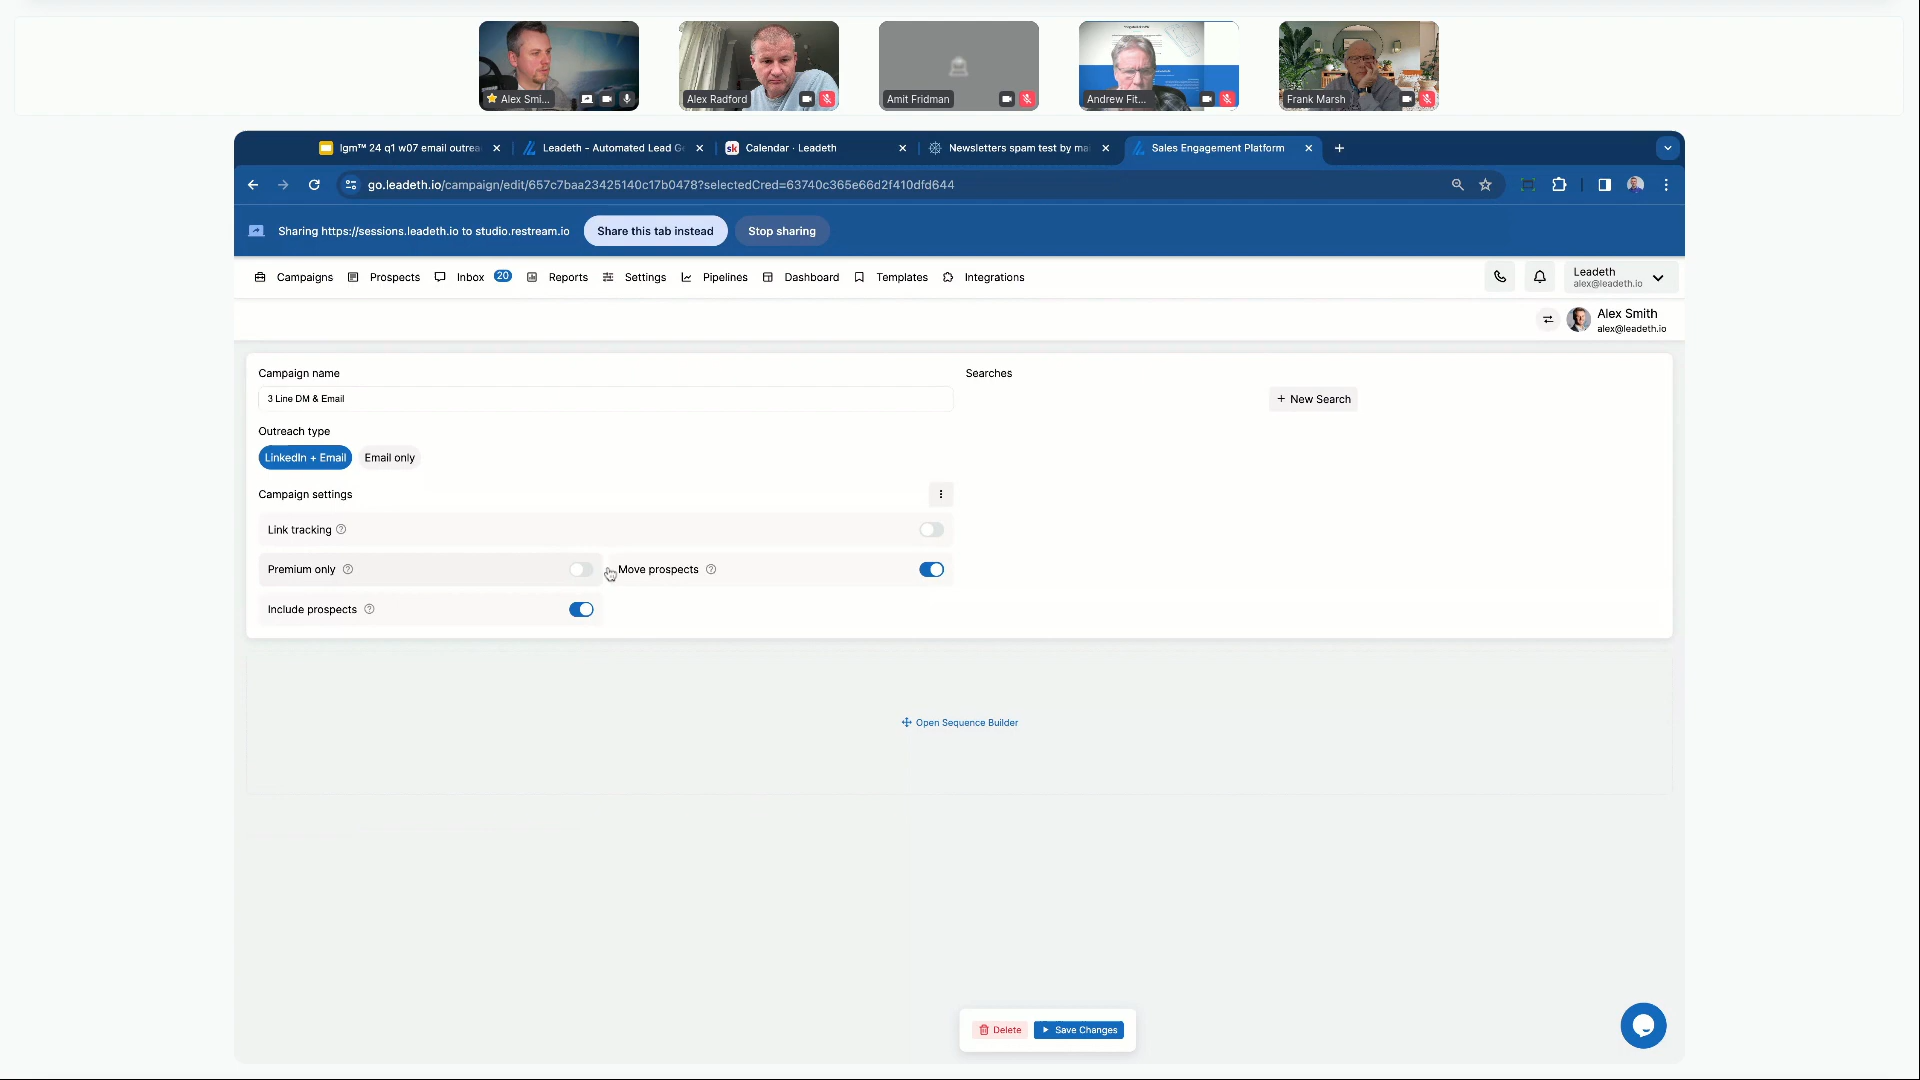 Alex Smi...
Alex Radford
Amit Fridman
Andrew Fit...
Frank Marsh
lgm™ 24 q1 w07 email outrea
Leadeth - Automated Lead G
sk Calendar · Leadeth
Newsletters spam test by ma
Sales Engagement Platform
go.leadeth.io/campaign/edit/657c7baa23425140c17b0478?selectedCred=63740c365e66d2f410dfd644
Sharing https://sessions.leadeth.io to studio.restream.io
Share this tab instead
Stop sharing
Campaigns
Prospects
Inbox 20
Reports
Settings
Pipelines
Dashboard
Templates
Integrations
Leadeth
alex@leadeth.io
Alex Smith
alex@leadeth.io
Campaign name
Searches
3 Line DM & Email
+ New Search
Outreach type
LinkedIn + Email
Email only
Campaign settings
Link tracking
Premium only
Move prospects
Include prospects
Open Sequence Builder
Delete
Save Changes